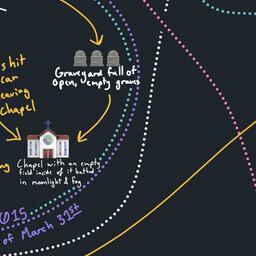 s hit
car
eaving
chapel
Graveyard full of
open, empty graves
ng
Chapel with an empty
field inside of it bathed
in moonlight & fog
015
of March 31st